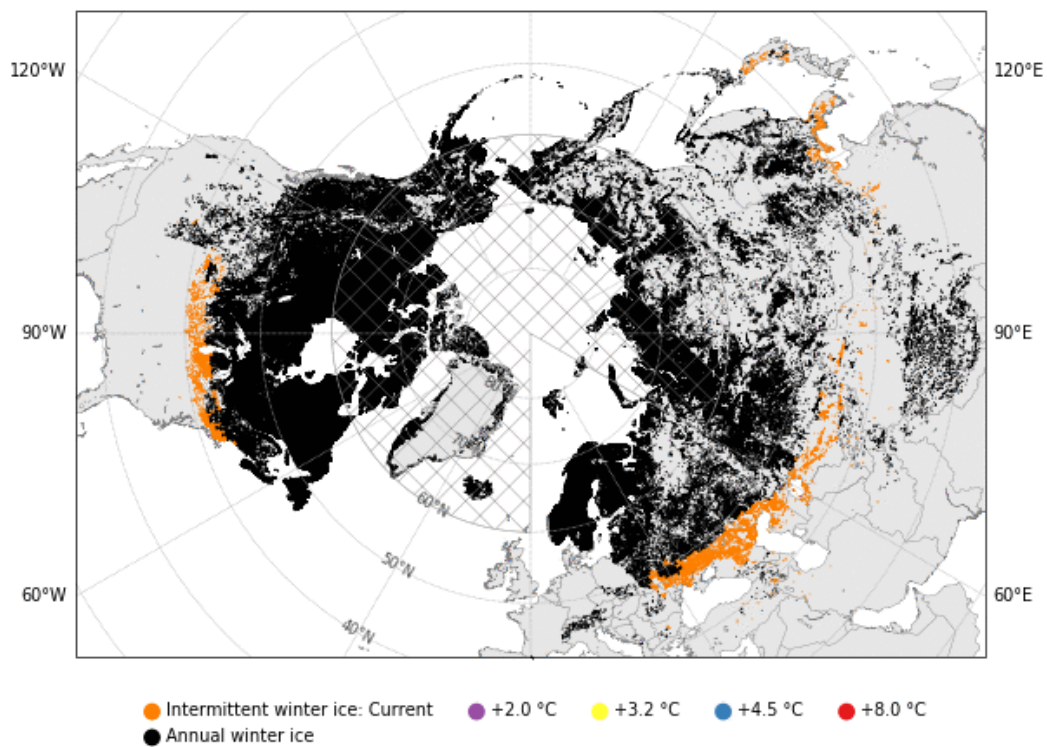 120°W
120°E
90°W
90°E
60°W
60°E
60°N
50°N
40°N
Intermittent winter ice: Current
+2.0 °C
+3.2 °C
+4.5 °C
+8.0 °C
Annual winter ice